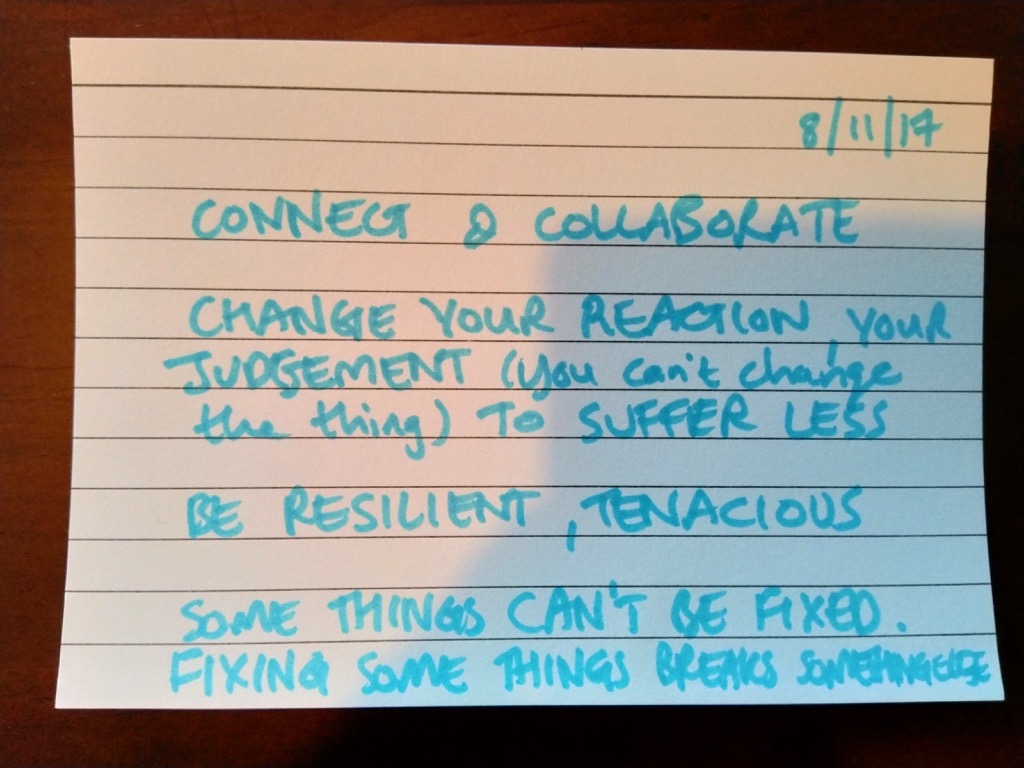 8/11/17
CONNECT & COLLABORATE
CHANGE YOUR REACTION, YOUR
JUDGEMENT (you can't change
the thing) TO SUFFER LESS
BE RESILIENT, TENACIOUS
SOME THINGS CAN'T BE FIXED.
FIXING SOME THINGS BREAKS SOMETHING ELSE